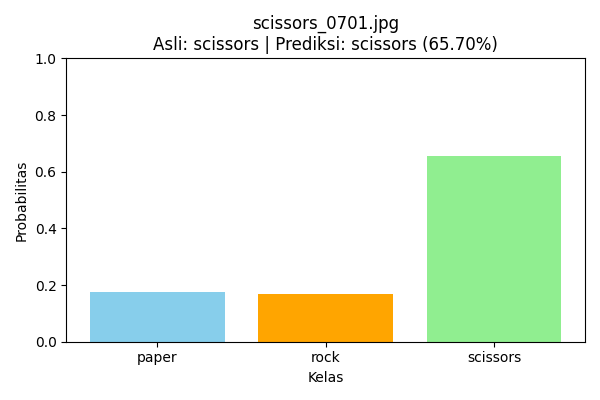 scissors_0701.jpg
Asli: scissors | Prediksi: scissors (65.70%)
1.0
0.8
0.6
0.4
0.2
0.0
Probabilitas
paper rock scissors
Kelas